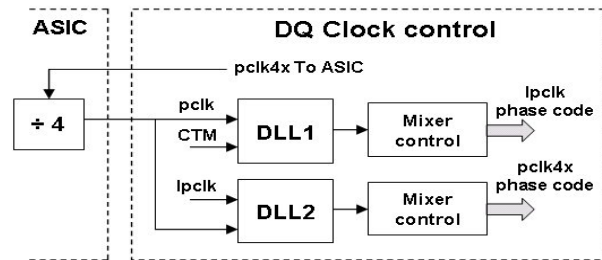 ASIC
DQ Clock control
pclk4x To ASIC
÷ 4
pclk
CTM
DLL1
Mixer
control
lpclk
phase code
lpclk
DLL2
Mixer
control
pclk4x
phase code